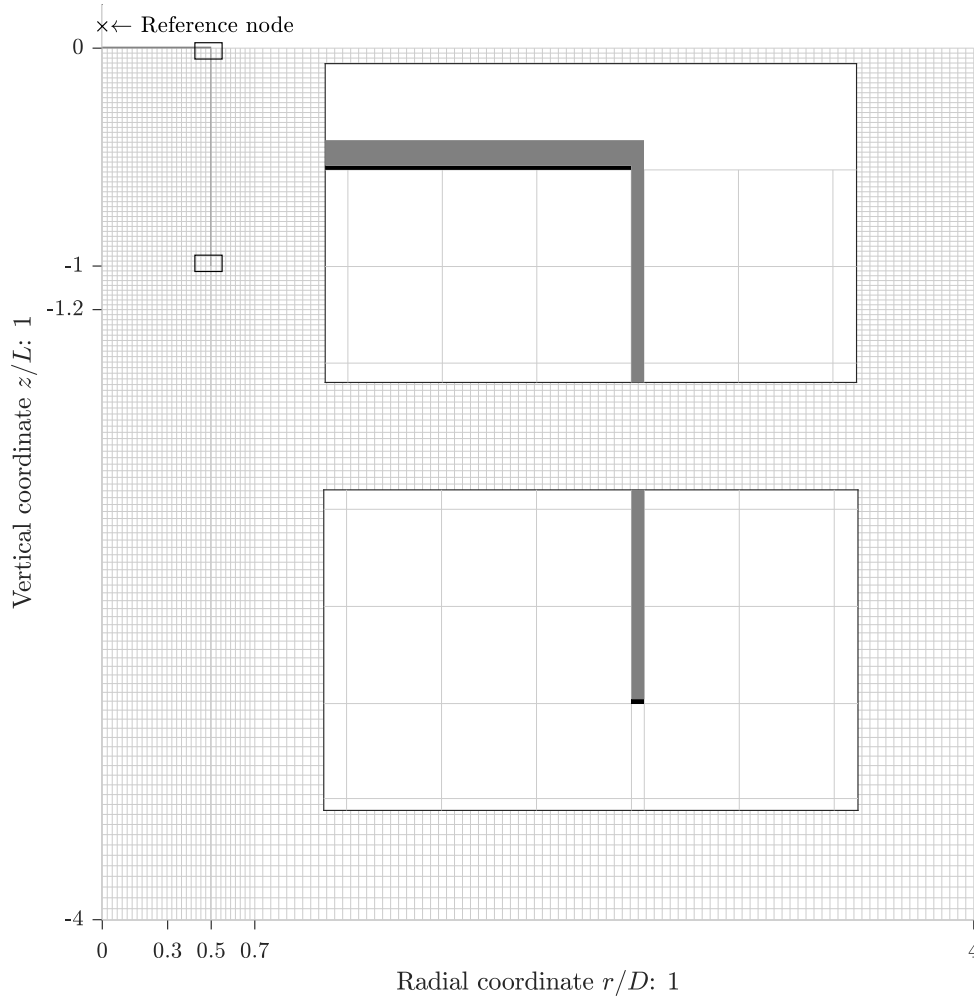 ×← Reference node
0
-1
-1.2
-4
0 0.3 0.5 0.7 4
Vertical coordinate z/L: 1
Radial coordinate r/D: 1